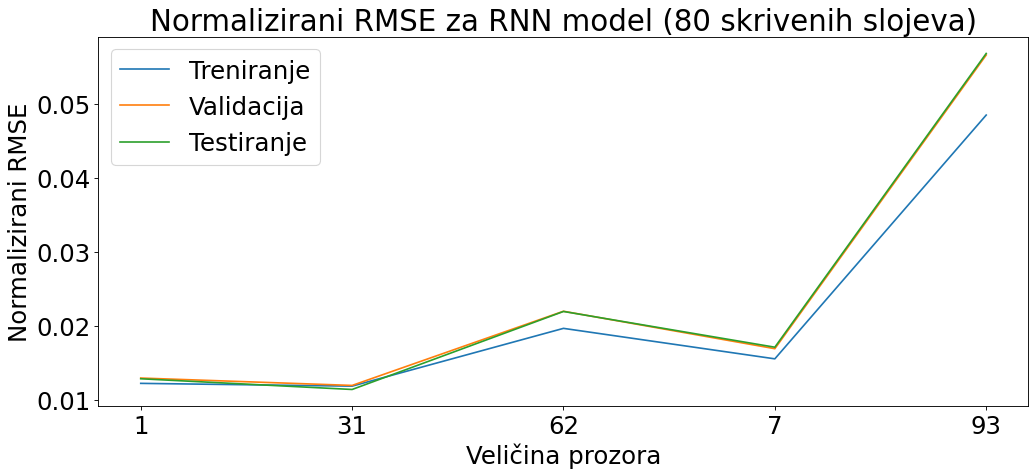 Normalizirani RMSE za RNN model (80 skrivenih slojeva)
Treniranje
Validacija
Testiranje
Normalizirani RMSE
0.05
0.04
0.03
0.02
0.01
1 31 62 7 93
Veličina prozora